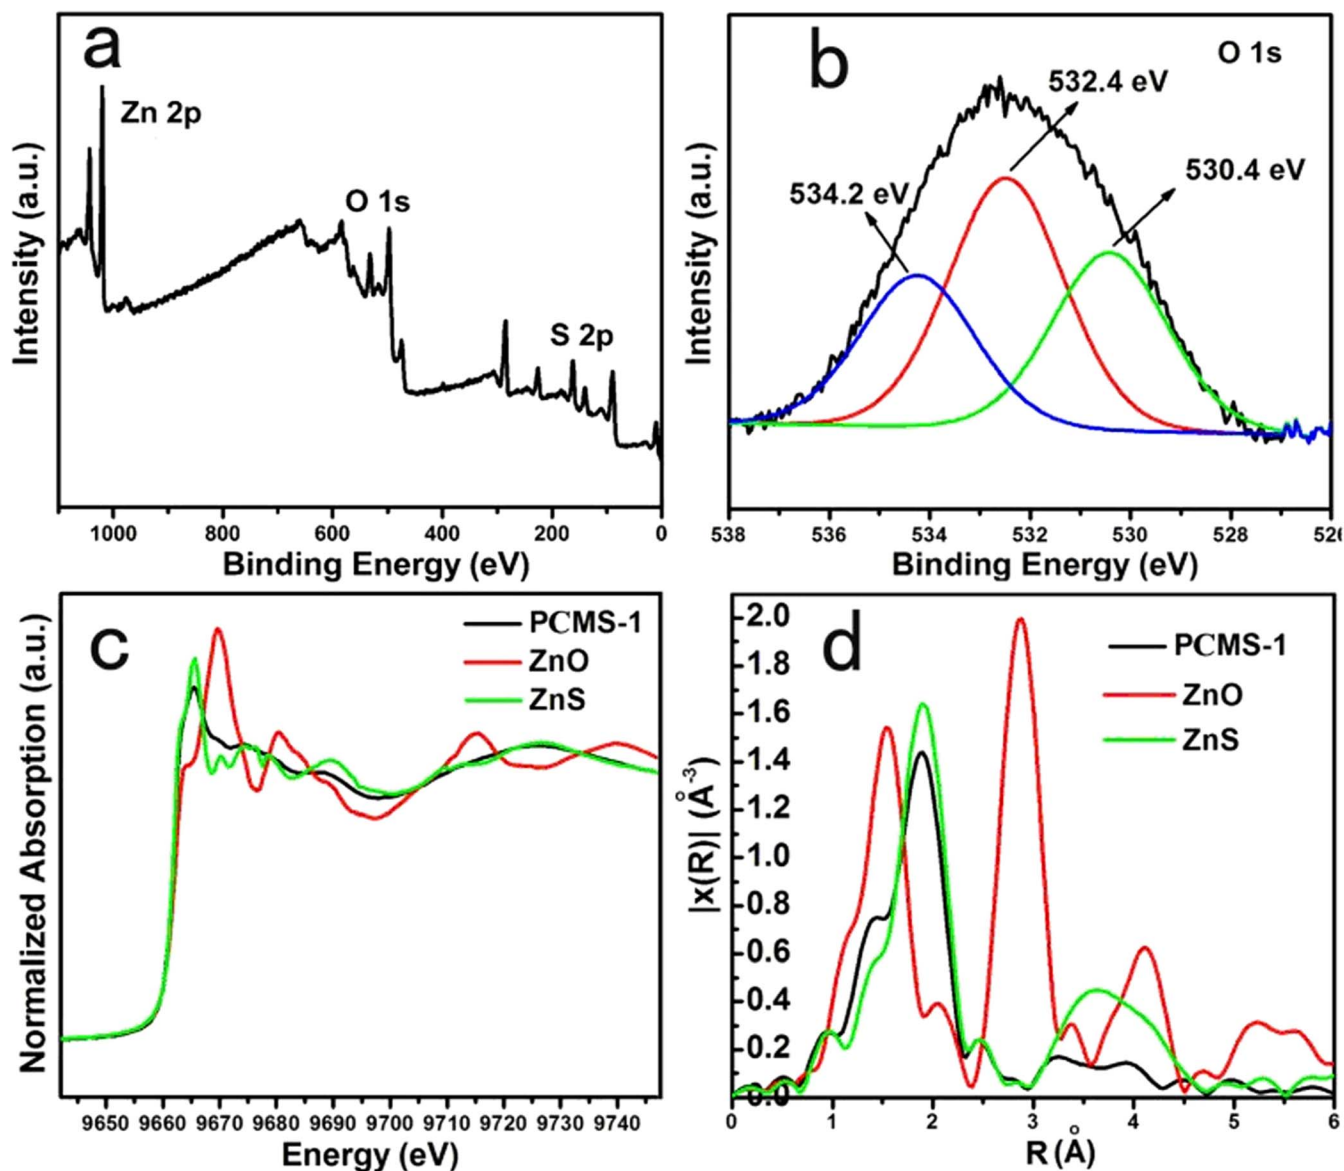 a
Zn 2p
O 1s
S 2p
Intensity (a.u.)
1000 800 600 400 200 0
Binding Energy (eV)
b
O 1s
532.4 eV
530.4 eV
534.2 eV
Intensity (a.u.)
538 536 534 532 530 528 526
Binding Energy (eV)
c
PCMS-1
ZnO
ZnS
Normalized Absorption (a.u.)
9650 9660 9670 9680 9690 9700 9710 9720 9730 9740
Energy (eV)
d
PCMS-1
ZnO
ZnS
|x(R)| (Å-3)
2.0
1.8
1.6
1.4
1.2
1.0
0.8
0.6
0.4
0.2
0.0
0 1 2 3 4 5 6
R (Å)